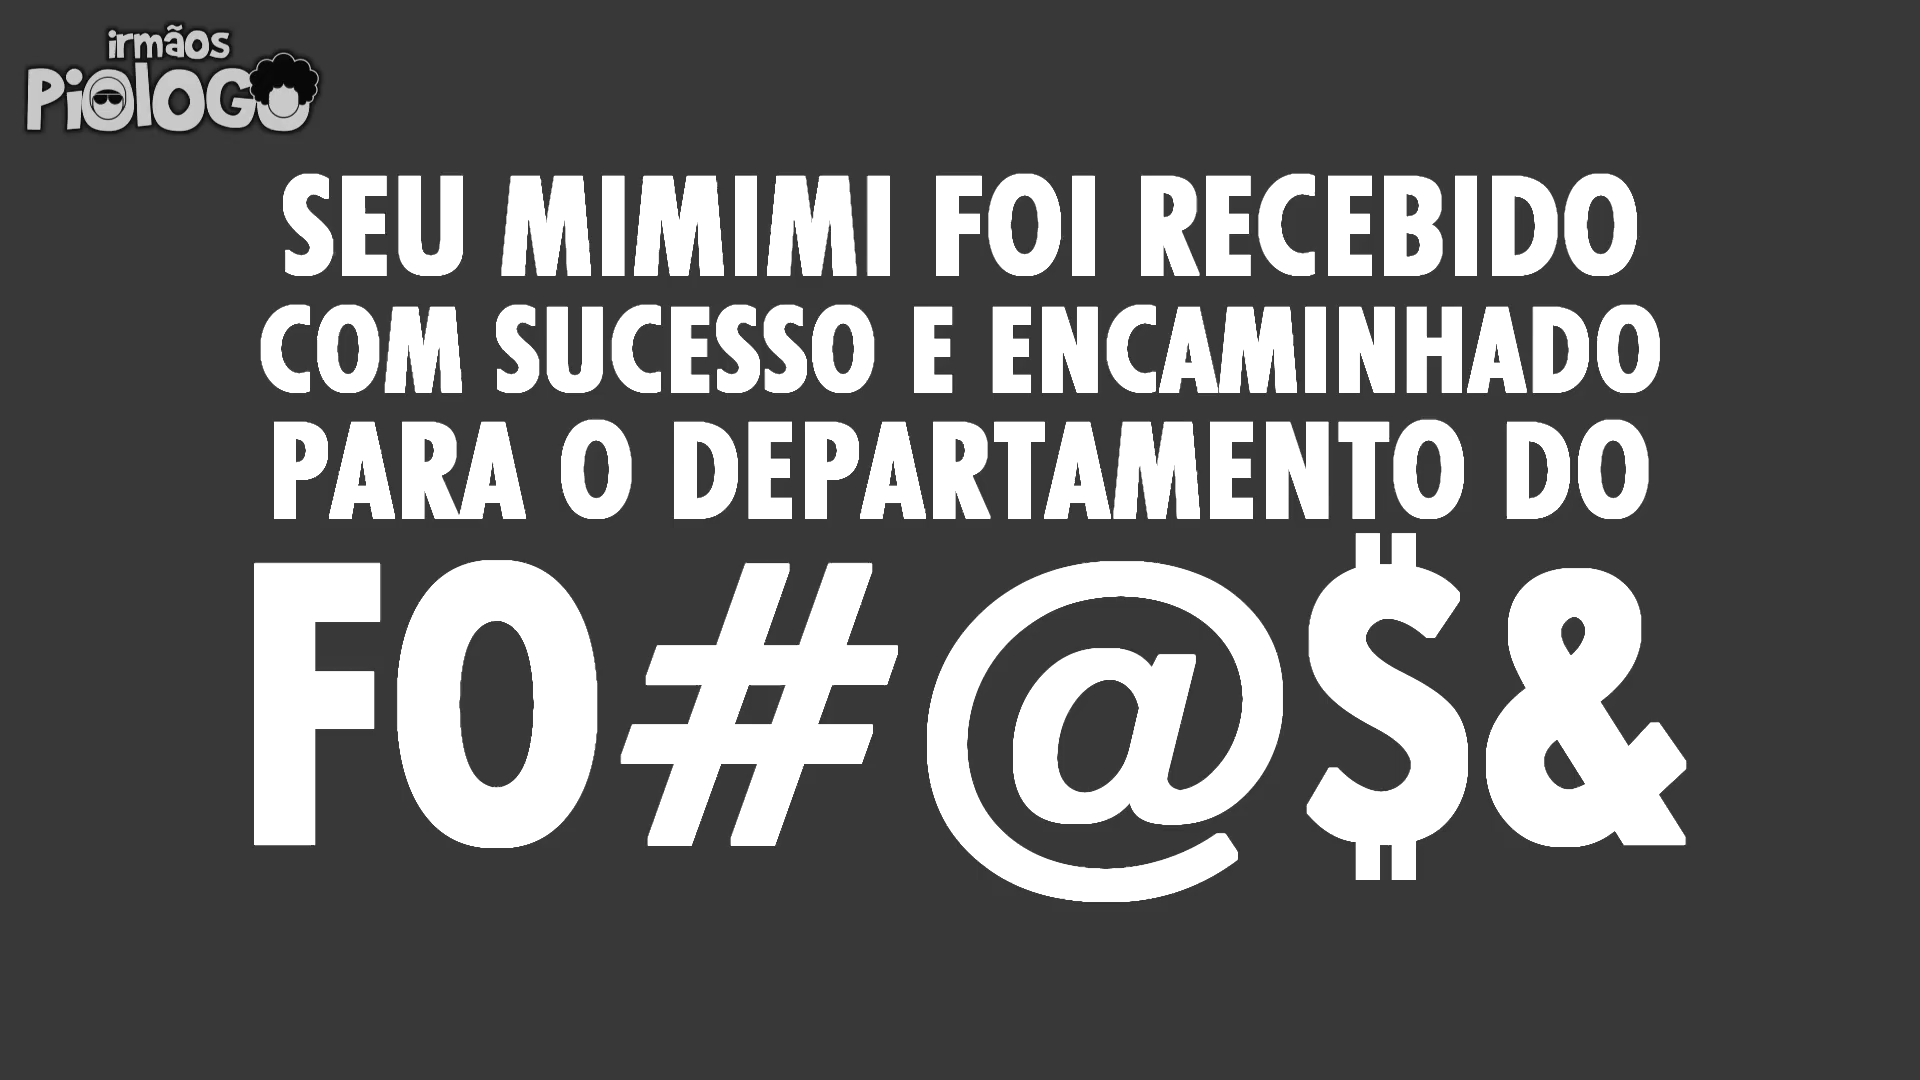 irmãos
PiOLOGO
SEU MIMIMI FOI RECEBIDO
COM SUCESSO E ENCAMINHADO
PARA O DEPARTAMENTO DO
FO#@$&